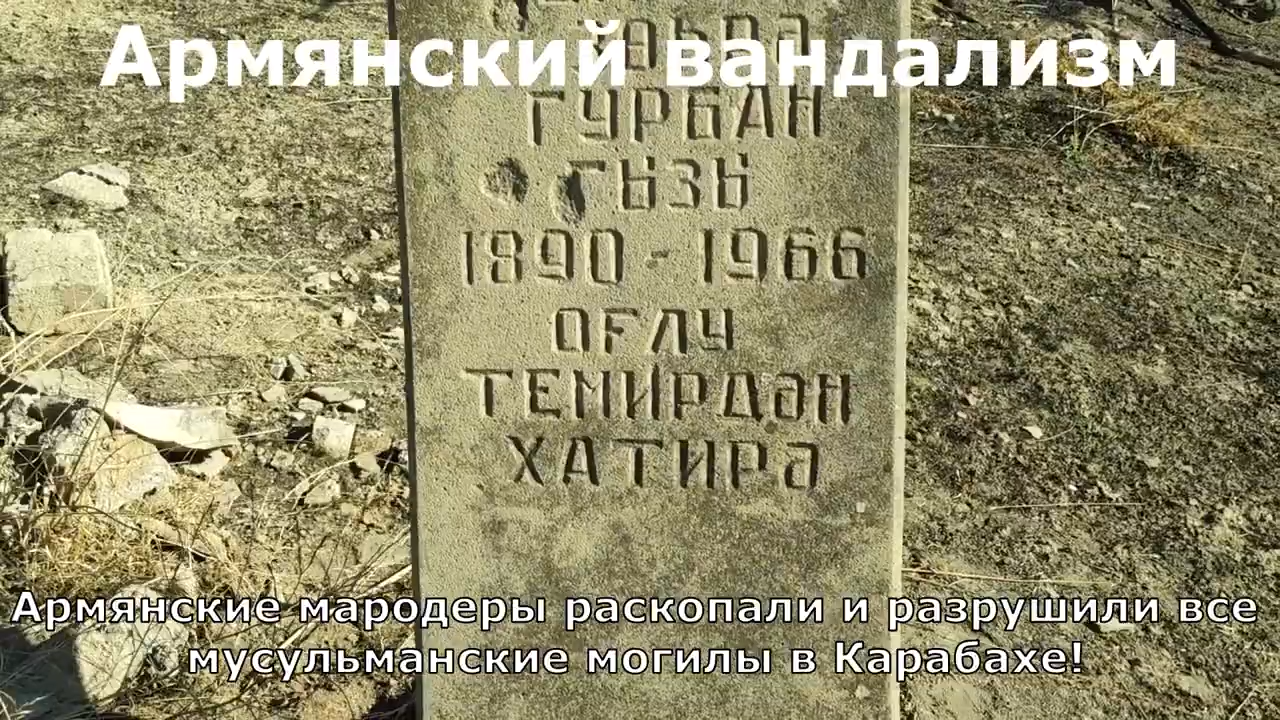 Армянский вандализм
ГУРБАН
ГЫЗЫ
1890-1966
ОҒЛУ
ТЕМИРДӘН
ХАТИРӘ
Армянские мародеры раскопали и разрушили все
мусульманские могилы в Карабахе!